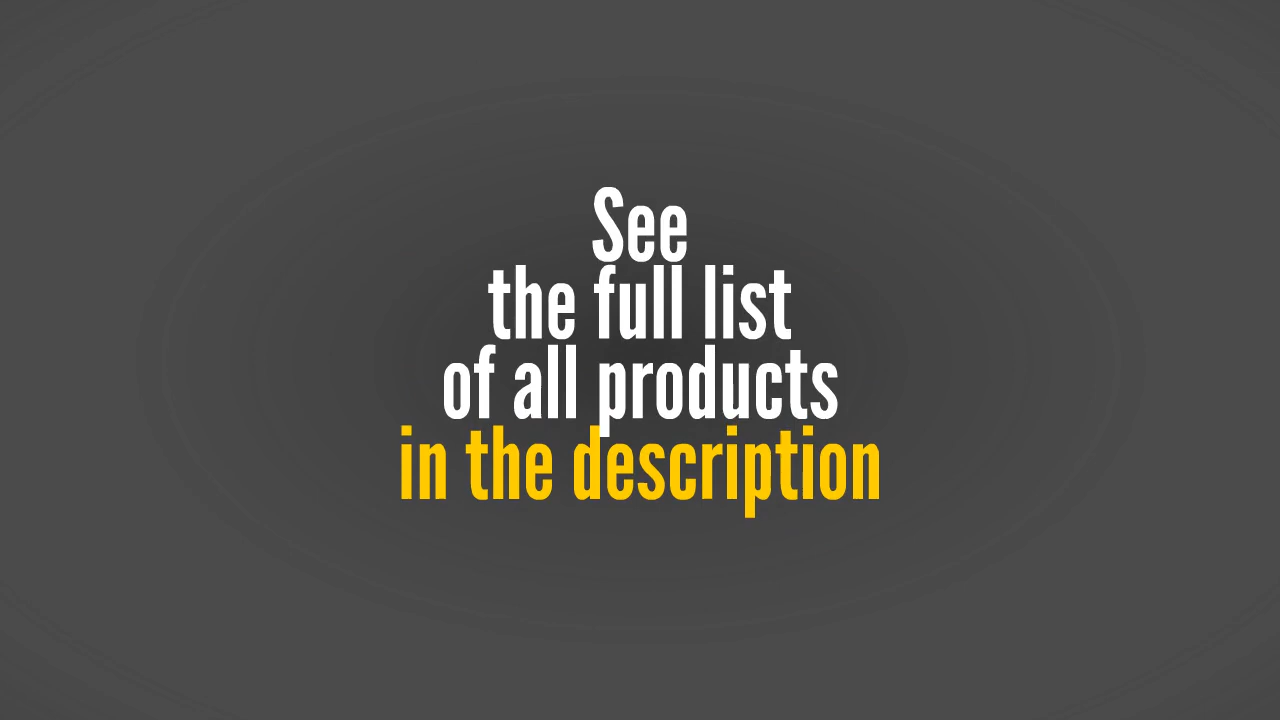 See
the full list
of all products
in the description